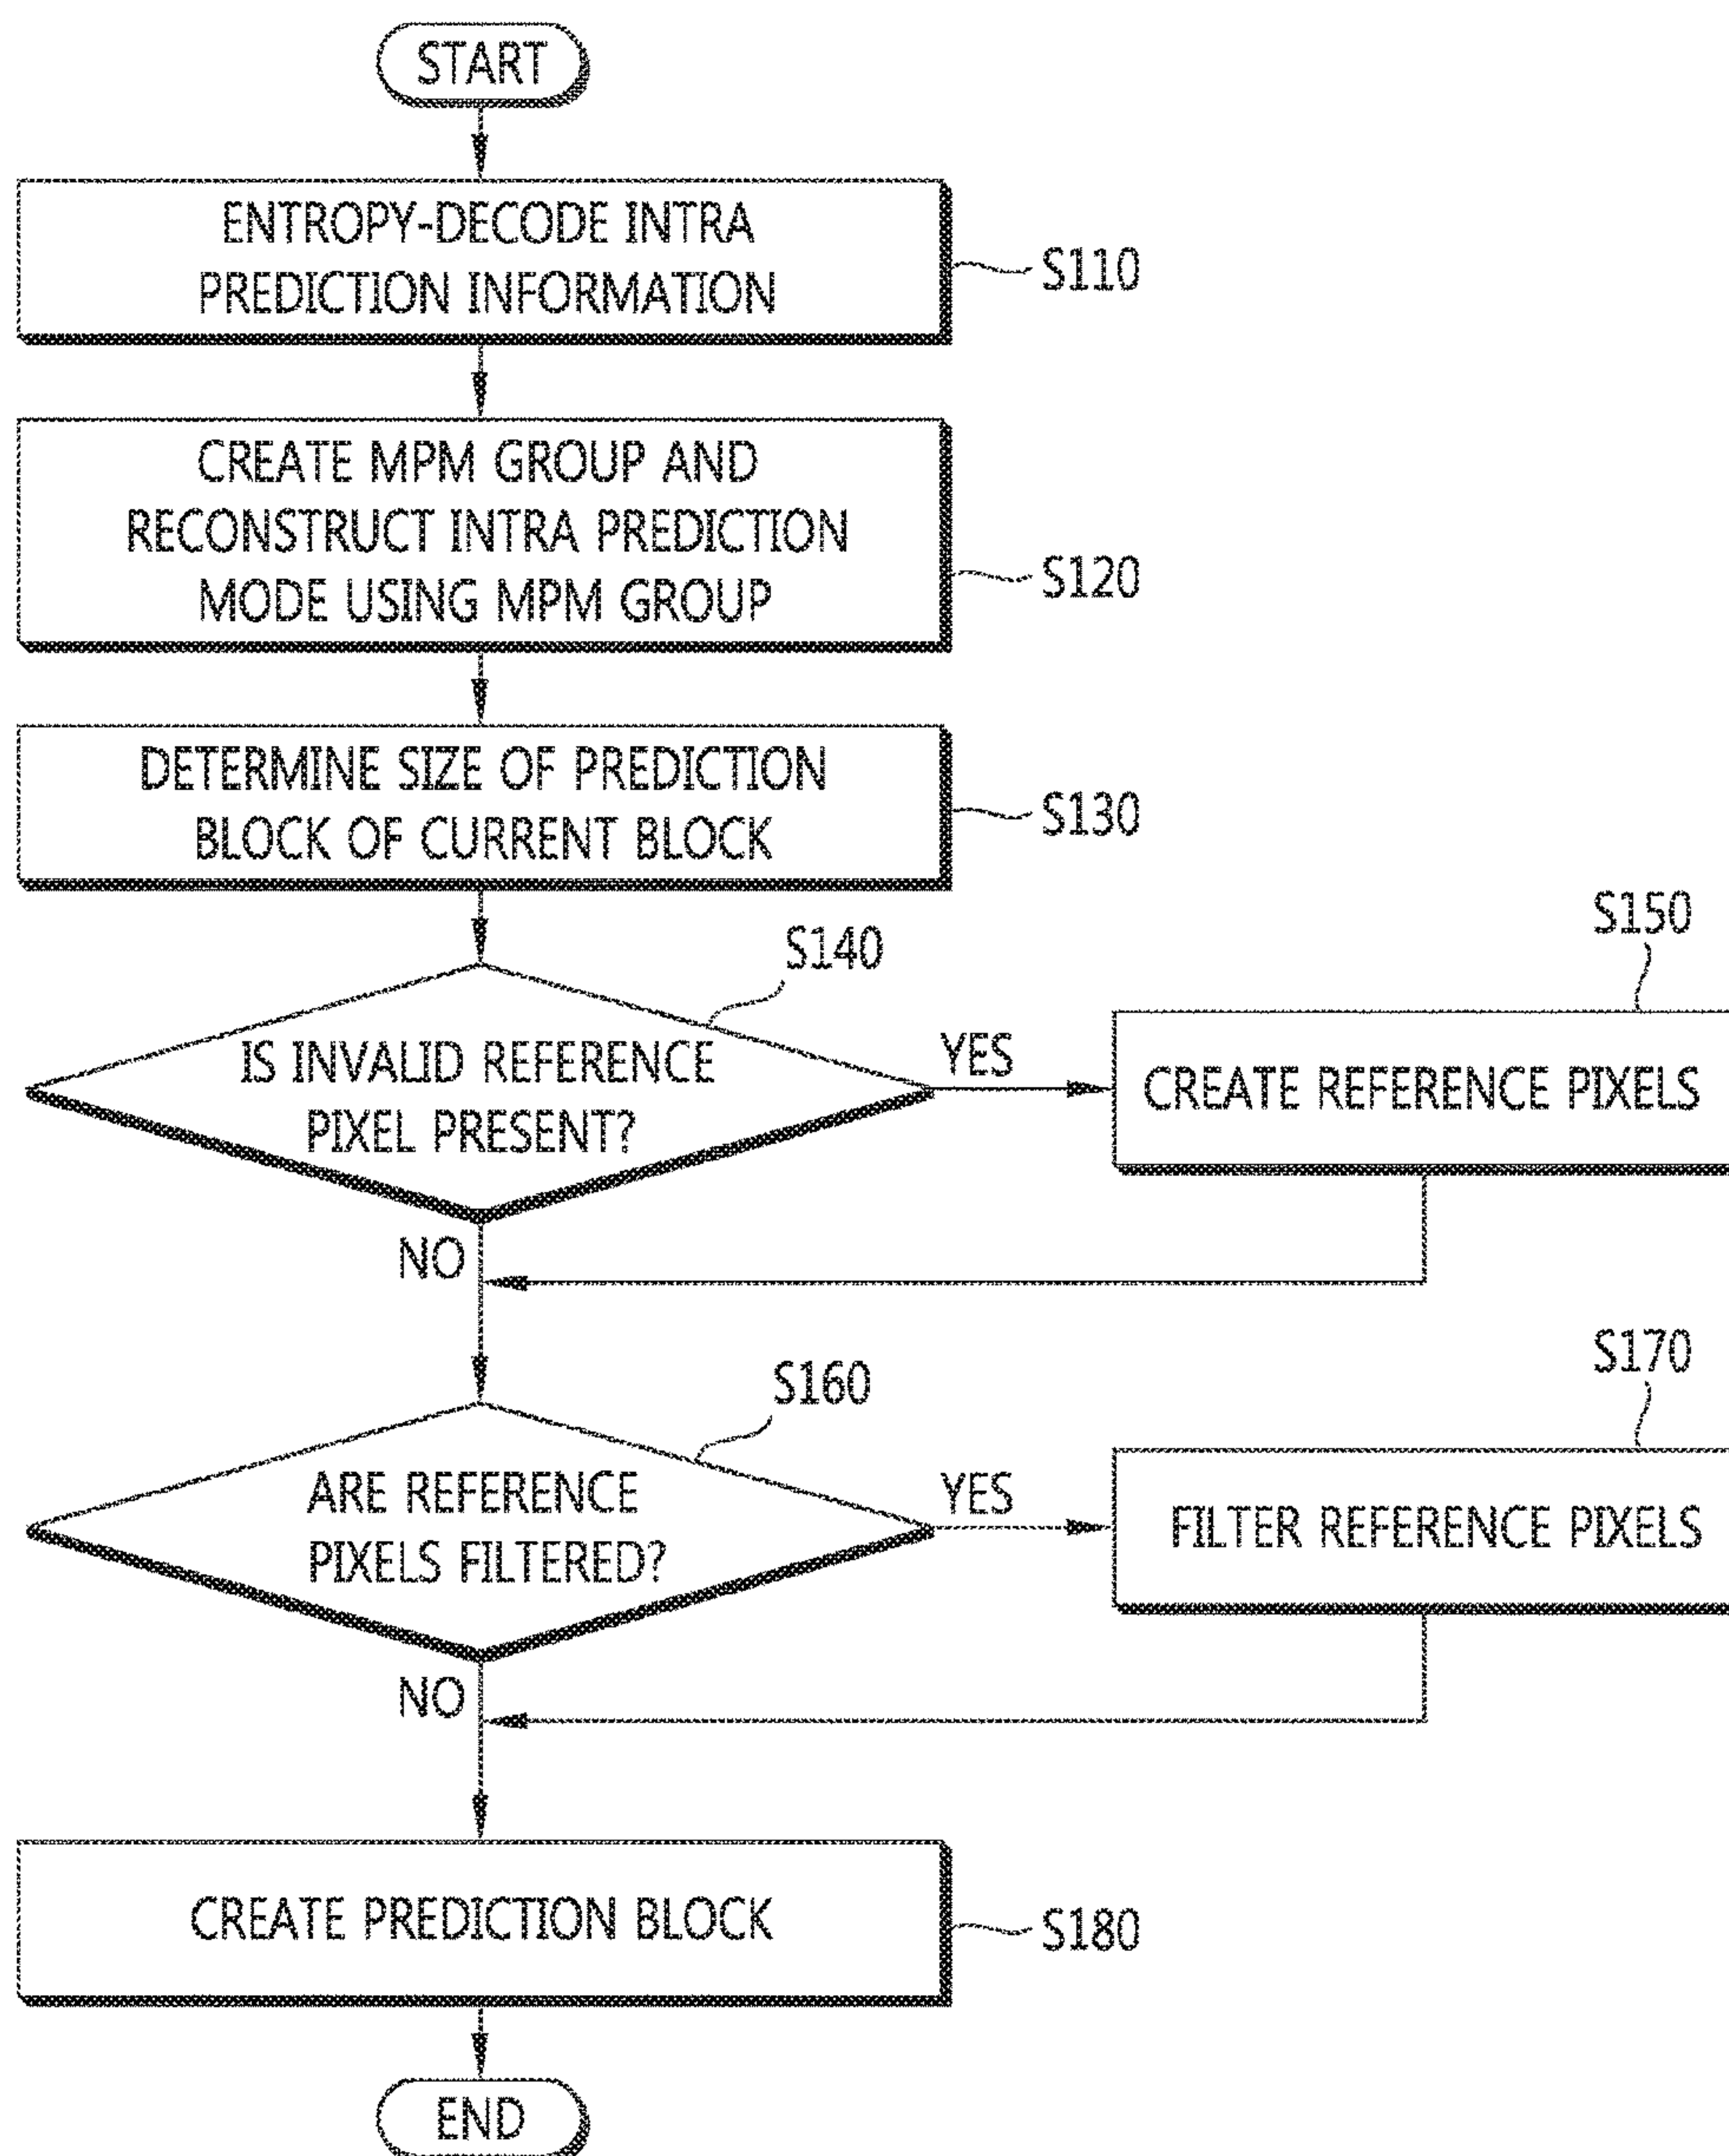 START
ENTROPY-DECODE INTRA
PREDICTION INFORMATION
S110
CREATE MPM GROUP AND
RECONSTRUCT INTRA PREDICTION
MODE USING MPM GROUP
S120
DETERMINE SIZE OF PREDICTION
BLOCK OF CURRENT BLOCK
S130
S140
IS INVALID REFERENCE
PIXEL PRESENT?
YES
S150
CREATE REFERENCE PIXELS
NO
S160
ARE REFERENCE
PIXELS FILTERED?
YES
S170
FILTER REFERENCE PIXELS
NO
CREATE PREDICTION BLOCK
S180
END